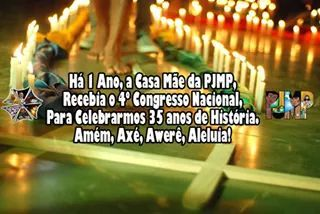 Há 1 Ano, a Casa Mãe da PJMP,
Recebia o 4º Congresso Nacional,
Para Celebrarmos 35 anos de História.
Amém, Axé, Awerê, Aleluia!
PJMP